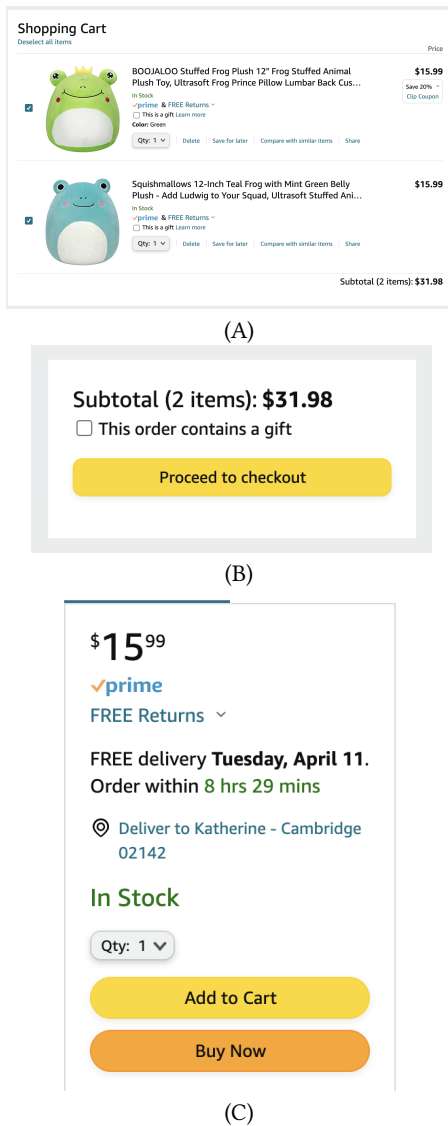 Shopping Cart
Deselect all items
Price
BOOJALOO Stuffed Frog Plush 12" Frog Stuffed Animal
$15.99
Plush Toy, Ultrasoft Frog Prince Pillow Lumbar Back Cus...
Save 20%
Clip Coupon
In Stock
prime & FREE Returns
This is a gift Learn more
Color: Green
Qty: 1
Delete
Save for later
Compare with similar items
Share
Squishmallows 12-Inch Teal Frog with Mint Green Belly
$15.99
Plush - Add Ludwig to Your Squad, Ultrasoft Stuffed Ani...
In Stock
prime & FREE Returns
This is a gift Learn more
Qty: 1
Delete
Save for later
Compare with similar items
Share
Subtotal (2 items): $31.98
(A)
Subtotal (2 items): $31.98
This order contains a gift
Proceed to checkout
(B)
$15 99
prime
FREE Returns
FREE delivery Tuesday, April 11.
Order within 8 hrs 29 mins
Deliver to Katherine - Cambridge
02142
In Stock
Qty: 1
Add to Cart
Buy Now
(C)